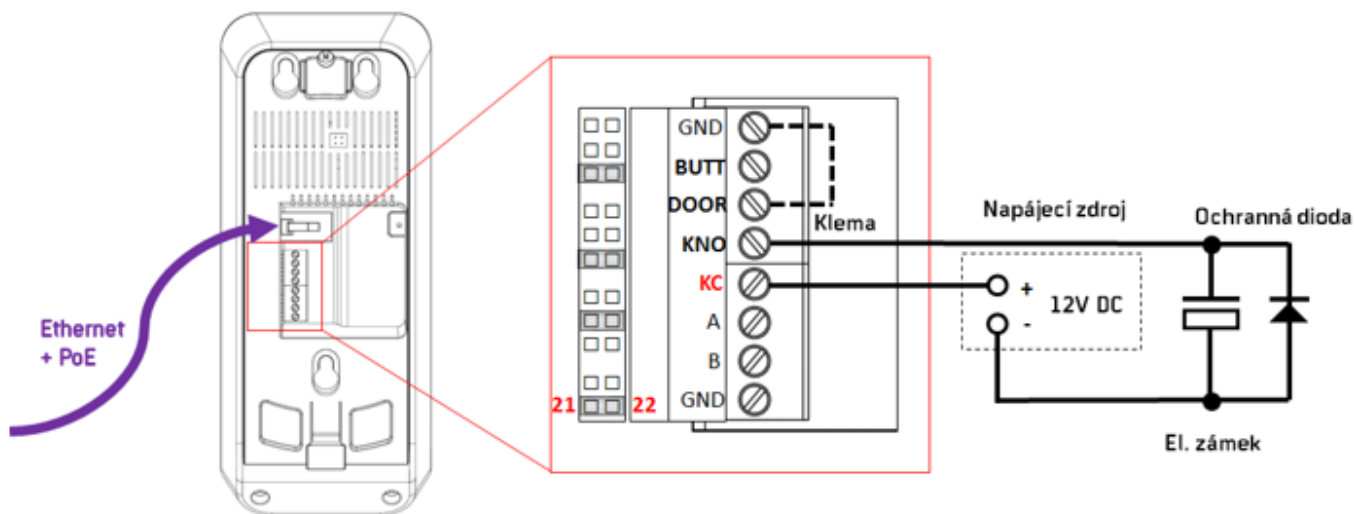 Ethernet
+ PoE
GND
BUTT
DOOR
KNO
KC
A
B
GND
21
22
Klema
Napájecí zdroj
+
12V DC
-
Ochranná dioda
El. zámek